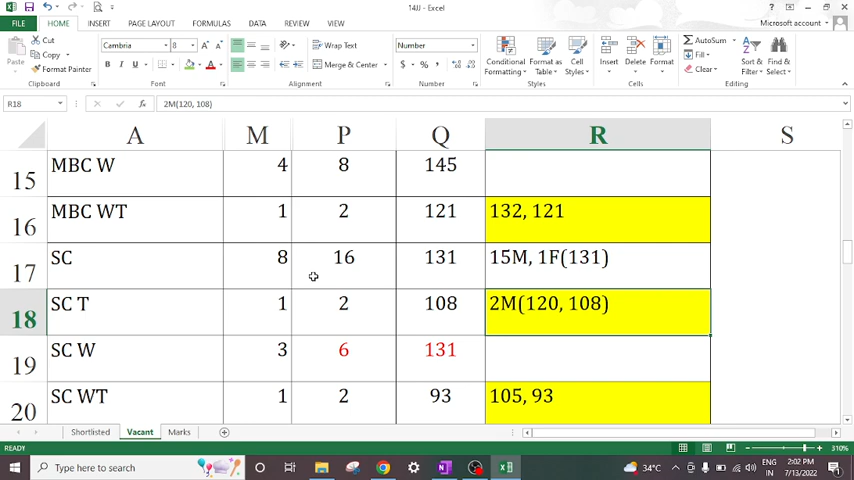 14JJ - Excel
FILE HOME INSERT PAGE LAYOUT FORMULAS DATA REVIEW VIEW Microsoft account
Paste Cut Copy Format Painter
Cambria 8
Wrap Text
Merge & Center
Number
Conditional Formatting Format as Table Cell Styles
Insert Delete Format
AutoSum Fill Clear
Sort & Filter Find & Select
Clipboard Font Alignment Number Styles Cells Editing
R18 2M(120, 108)
A M P Q R S
15 MBC W 4 8 145
16 MBC WT 1 2 121 132, 121
17 SC 8 16 131 15M, 1F(131)
18 SC T 1 2 108 2M(120, 108)
19 SC W 3 6 131
20 SC WT 1 2 93 105, 93
Shortlisted Vacant Marks
READY 310%
Type here to search 34°C ENG IN 2:02 PM 7/13/2022